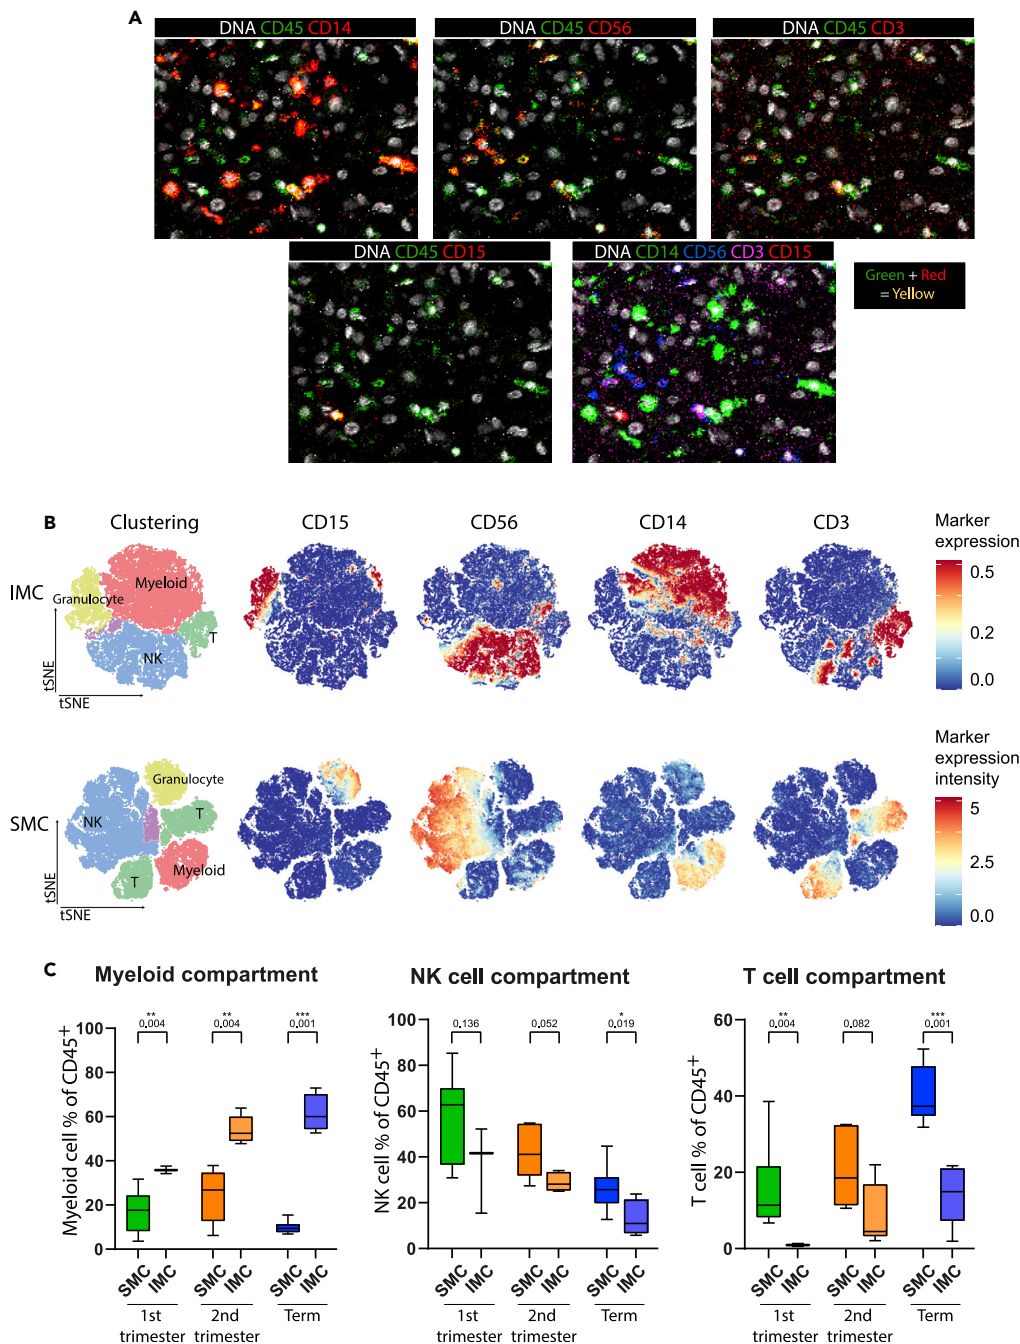 A
DNA CD45 CD14
DNA CD45 CD56
DNA CD45 CD3
DNA CD45 CD15
DNA CD14 CD56 CD3 CD15
Green + Red
= Yellow
B
Clustering
CD15
CD56
CD14
CD3
Marker
expression
IMC
Myeloid
Granulocyte
T
NK
tSNE
tSNE
0.5
0.2
0.0
Marker
expression
intensity
SMC
Granulocyte
NK
T
Myeloid
T
tSNE
tSNE
5
2.5
0.0
C
Myeloid compartment
NK cell compartment
T cell compartment
Myeloid cell % of CD45+
100
80
60
40
20
0
**
0.004
**
0.004
***
0.001
SMC IMC SMC IMC SMC IMC
1st
trimester
2nd
trimester
Term
NK cell % of CD45+
100
80
60
40
20
0
0.136
0.052
*
0.019
SMC IMC SMC IMC SMC IMC
1st
trimester
2nd
trimester
Term
T cell % of CD45+
60
40
20
0
**
0.004
0.082
***
0.001
SMC IMC SMC IMC SMC IMC
1st
trimester
2nd
trimester
Term